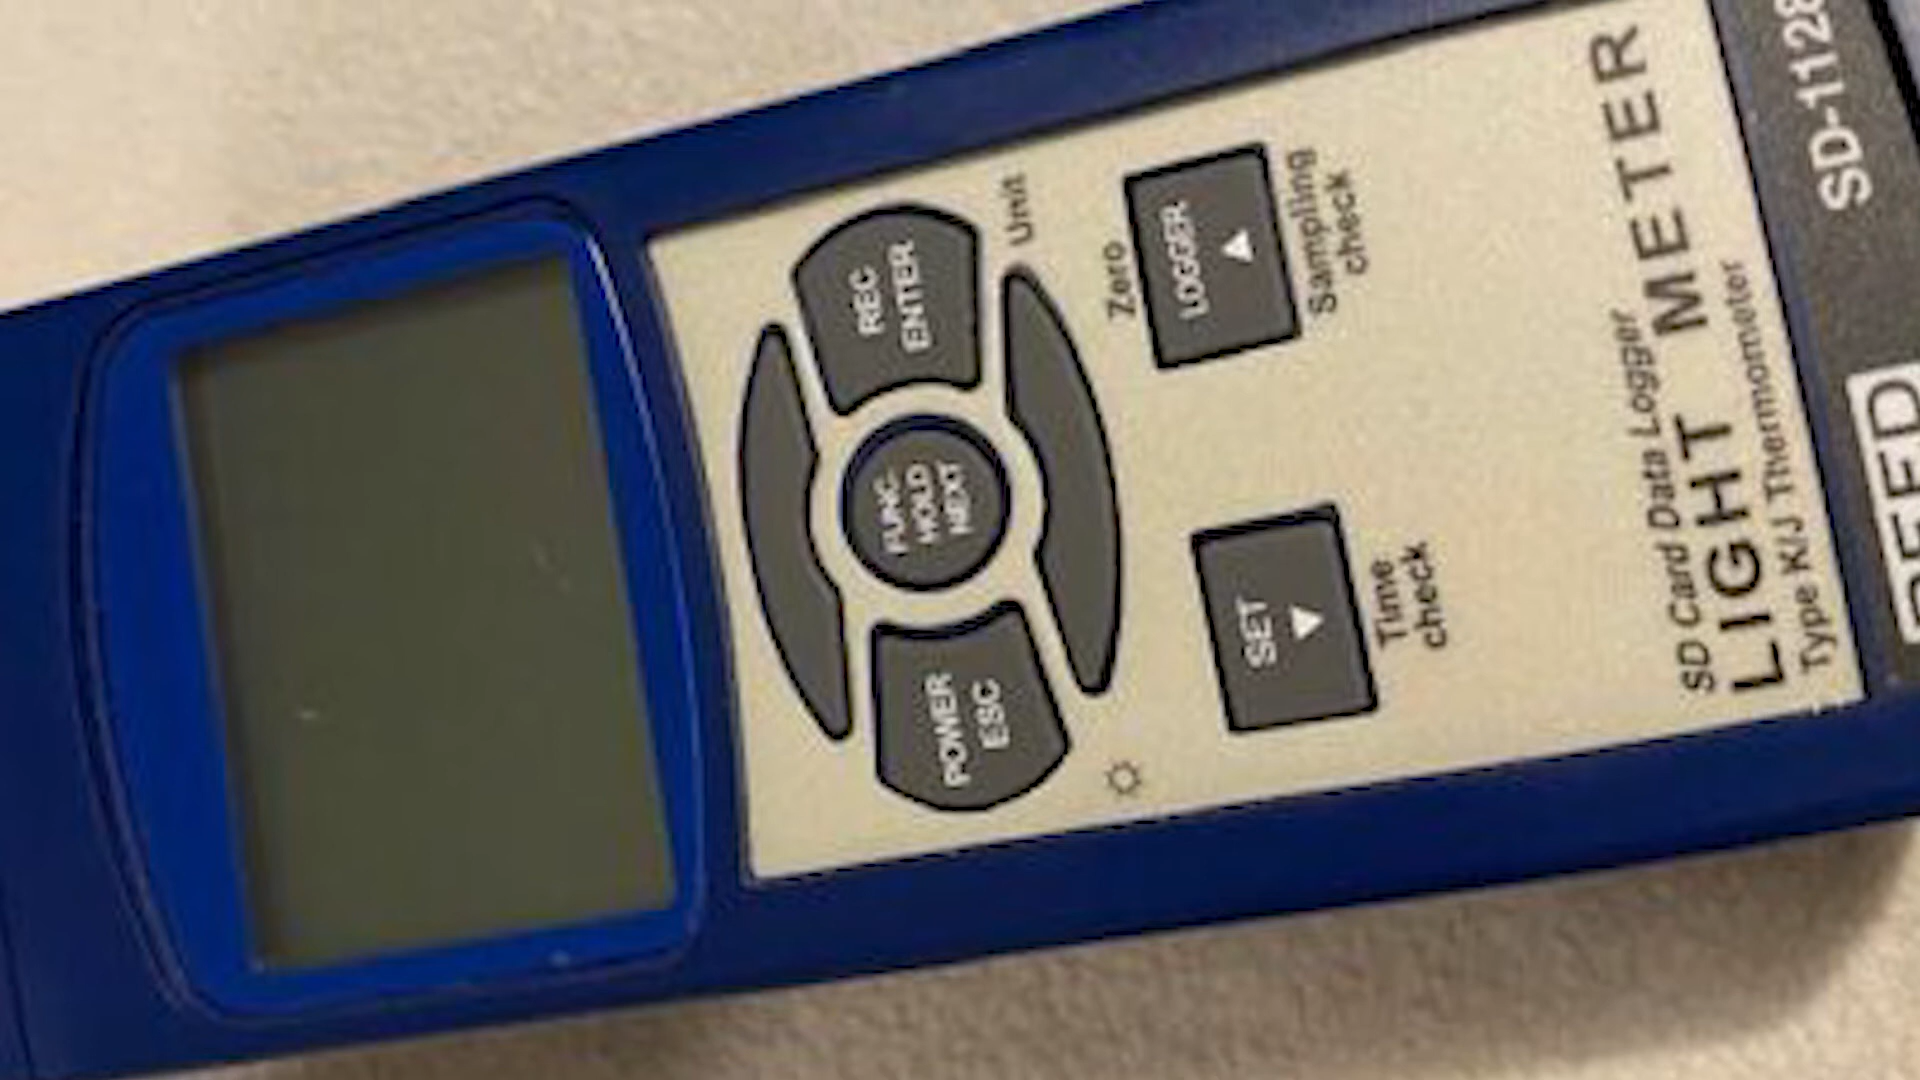 POWER
ESC
FUNC
HOLD
NEXT
REC
ENTER
Unit
Zero
SET
▼
LOGGER
▲
Time
check
Sampling
check
SD Card Data Logger
LIGHT METER
Type K/J Thermometer
REED
SD-1128